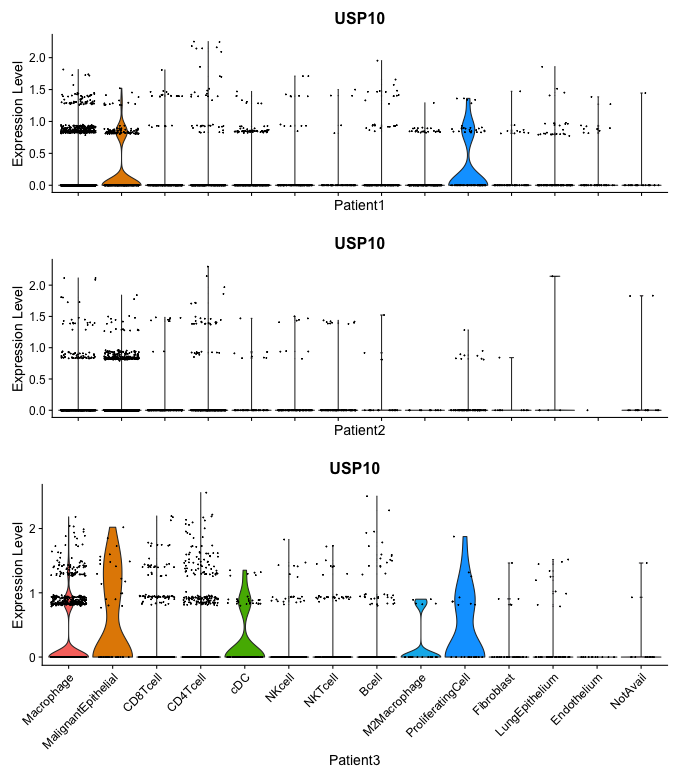 USP10
Expression Level
2.0
1.5
1.0
0.5
0.0
Patient1
USP10
Expression Level
2.0
1.5
1.0
0.5
0.0
Patient2
USP10
Expression Level
2
1
0
Macrophage
MalignantEpithelial
CD8Tcell
CD4Tcell
cDC
NKcell
NKTcell
Bcell
M2Macrophage
ProliferatingCell
Fibroblast
LungEpithelium
Endothelium
NotAvail
Patient3